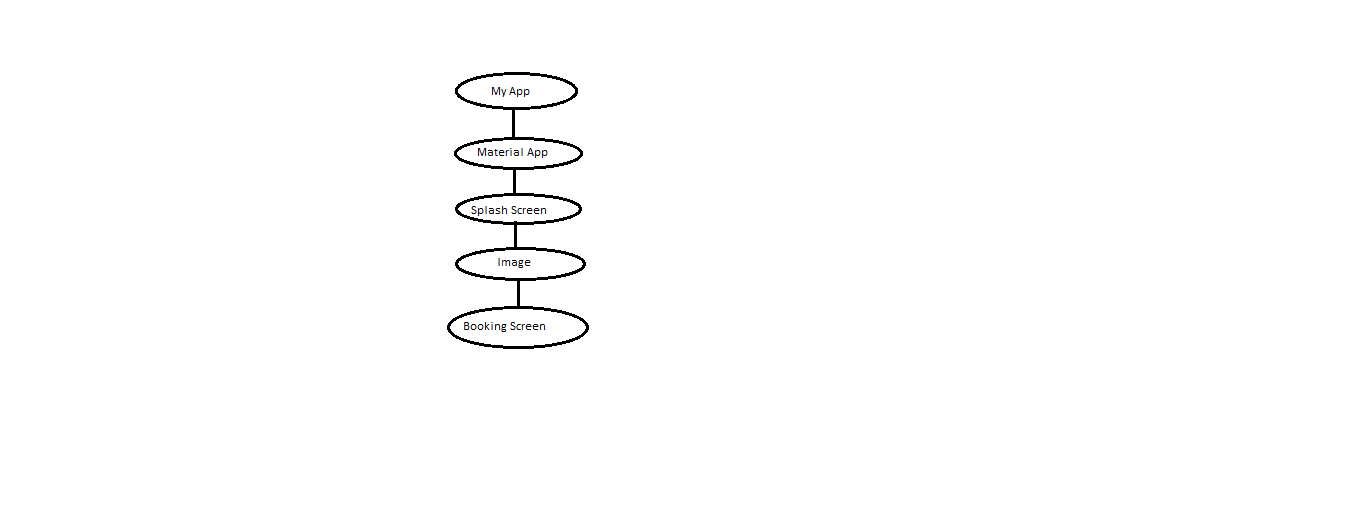 My App
Material App
Splash Screen
Image
Booking Screen